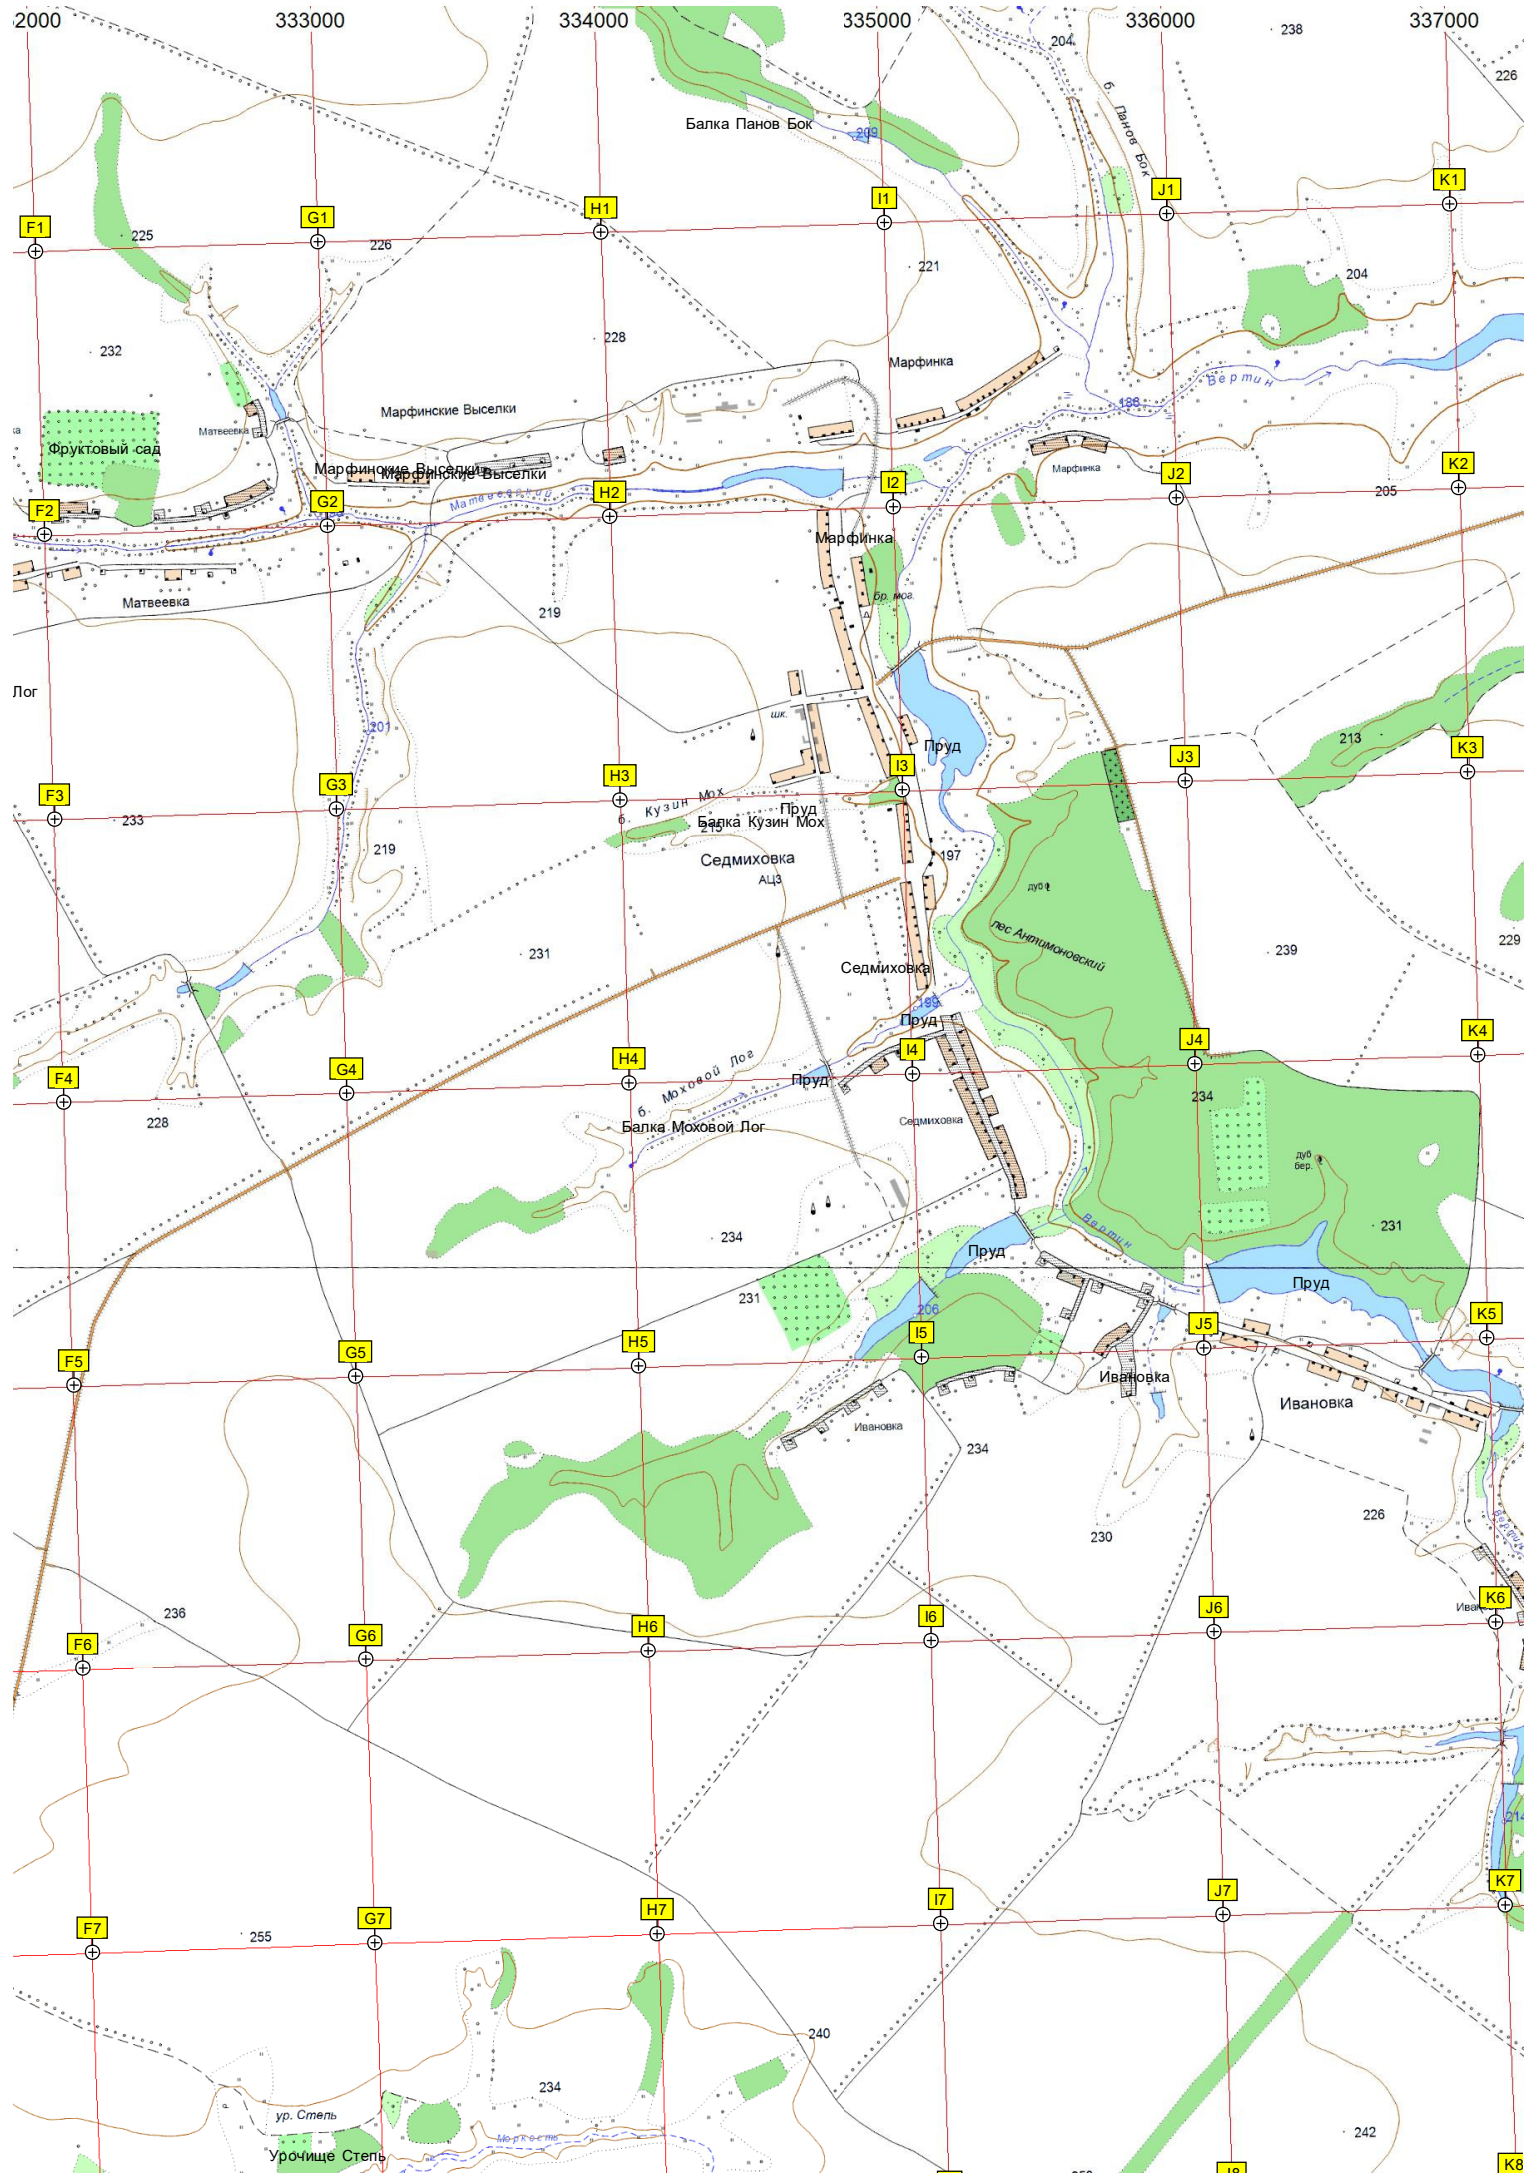 333000
334000
335000
336000
337000
204
238
226
Балка Панов Бок
209
б. Панов Бок
K1
J1
I1
H1
G1
F1
225
226
221
204
232
228
Марфинка
Вертин
188
Марфинские Выселки
Матвеевка
Фруктовый сад
Марфинские Выселки
Марфинские Выселки
Марфинка
K2
J2
I2
H2
G2
F2
Матвеевский
205
Марфинка
бр. мог.
Матвеевка
219
Лог
201
шк.
Пруд
213
K3
J3
I3
H3
G3
F3
б. Кузин Мох
Пруд
215
Балка Кузин Мох
233
219
197
Седмиховка
АЦЗ
дуб
лес Антимоновский
231
239
229
Седмиховка
199
Пруд
K4
J4
I4
H4
G4
F4
б. Моховой Лог
Пруд
234
228
Балка Моховой Лог
Седмиховка
дуб
бер.
234
Вертин
231
Пруд
Пруд
231
206
K5
J5
I5
H5
G5
F5
Ивановка
Ивановка
Ивановка
234
226
230
Вертин
236
K6
J6
I6
H6
G6
F6
214
K7
J7
I7
H7
G7
F7
255
240
234
ур. Степь
242
Моркость
Урочище Степь
K8